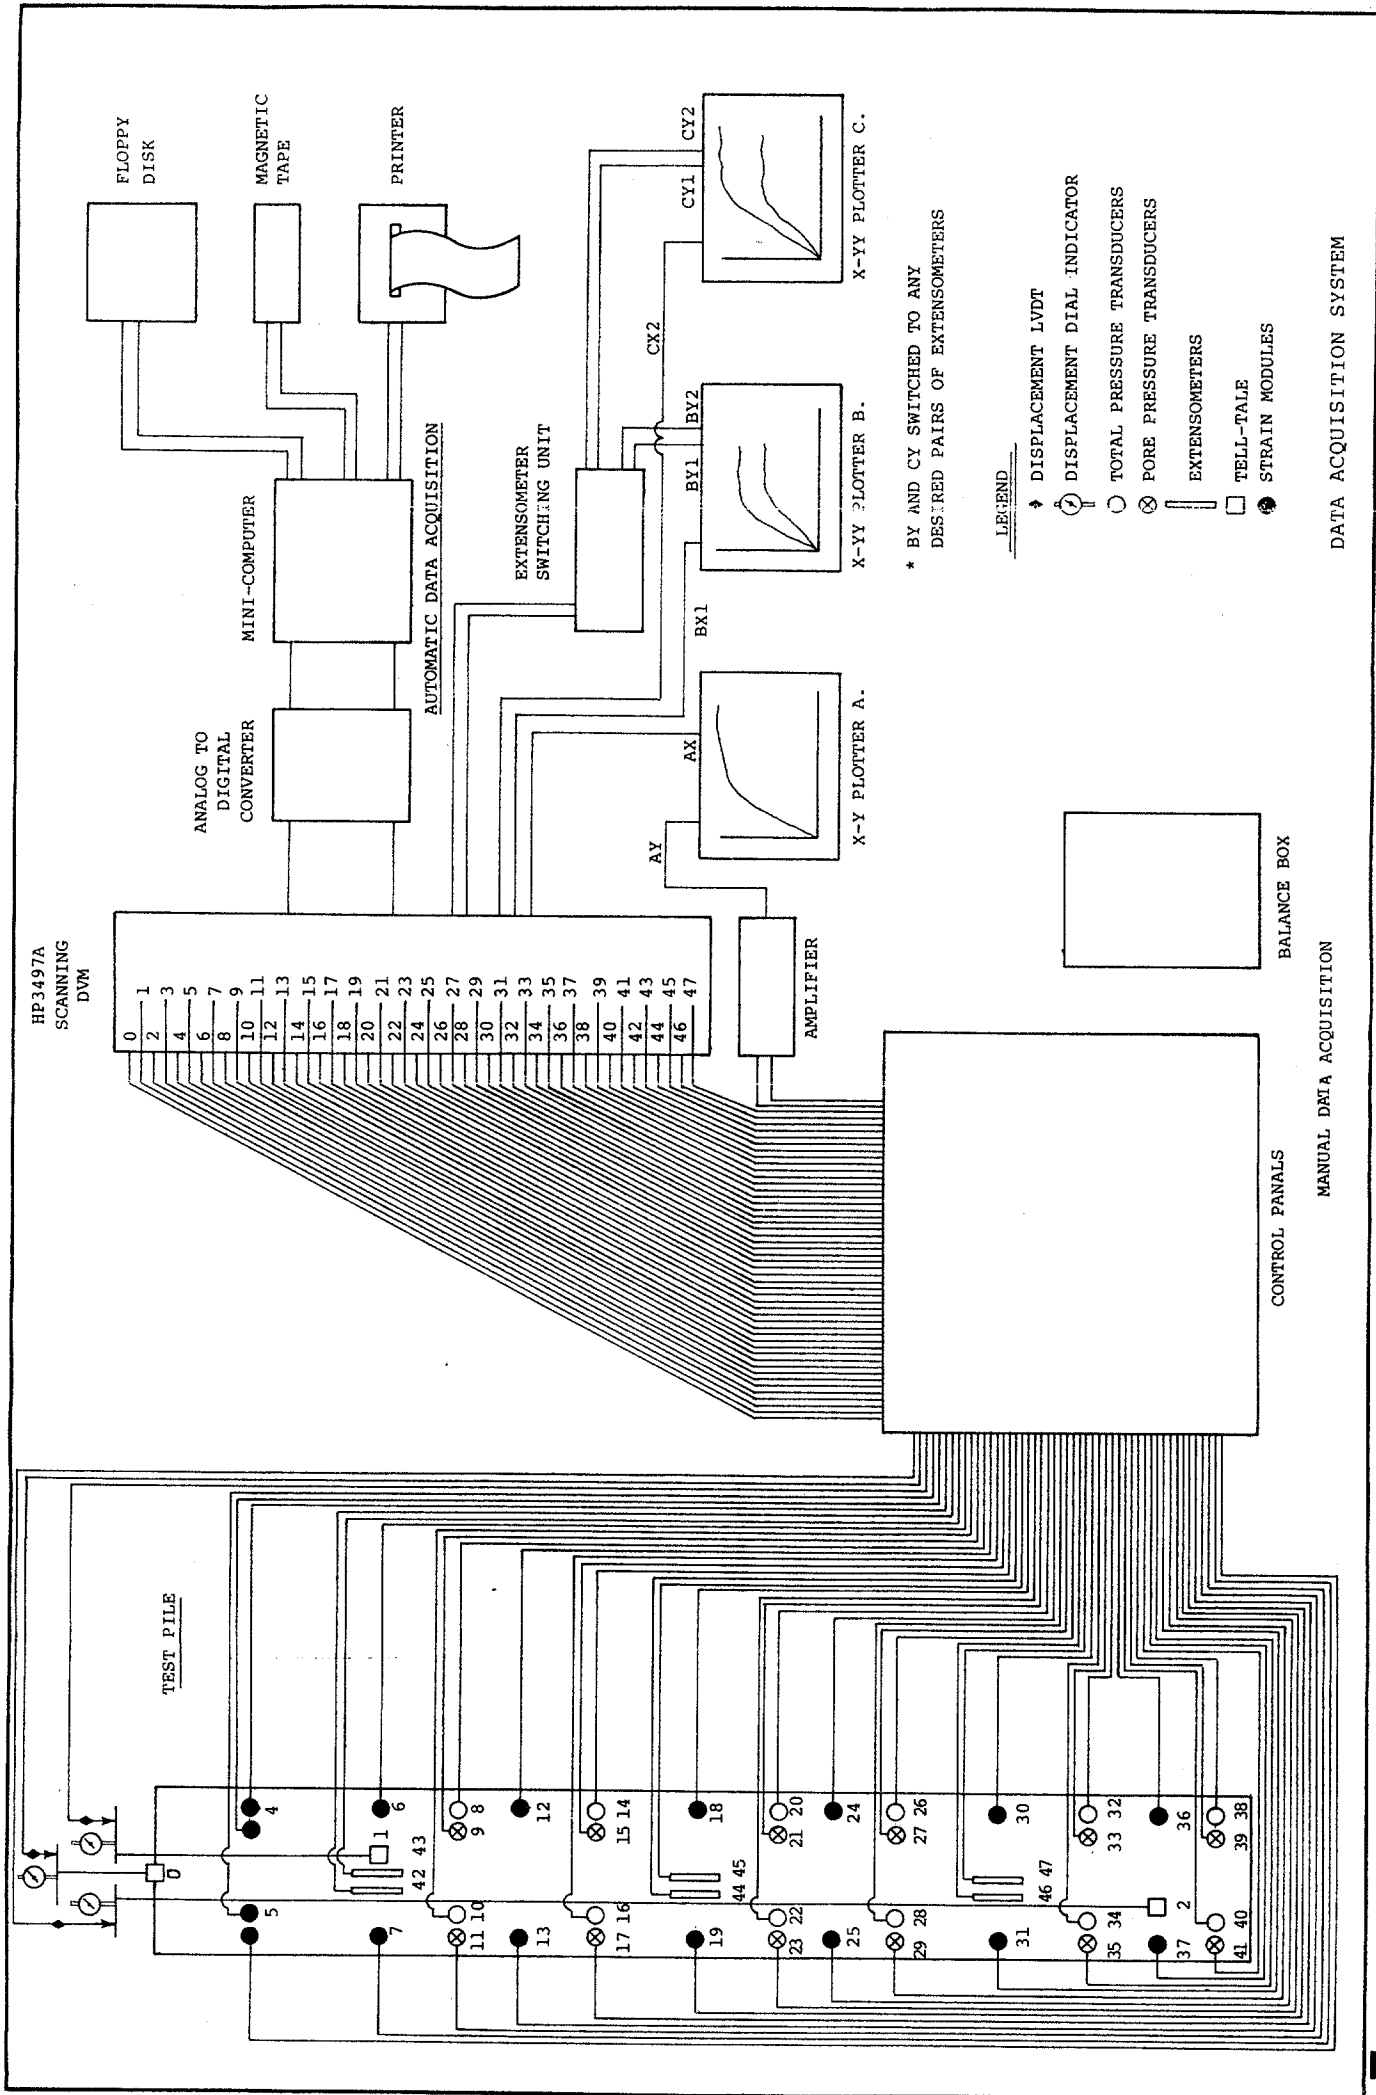 HP3497A
SCANNING
DVM
0
1
2
3
4
5
6
7
8
9
10
11
12
13
14
15
16
17
18
19
20
21
22
23
24
25
26
27
28
29
30
31
32
33
34
35
36
37
38
39
40
41
42
43
44
45
46
47
ANALOG TO
DIGITAL
CONVERTER
MINI-COMPUTER
AUTOMATIC DATA ACQUISITION
FLOPPY
DISK
MAGNETIC
TAPE
PRINTER
EXTENSOMETER
SWITCHING UNIT
AY
AX
BX1
BY1
BY2
CX2
CY1
CY2
X-Y PLOTTER A.
X-YY PLOTTER B.
X-YY PLOTTER C.
* BY AND CY SWITCHED TO ANY
DESIRED PAIRS OF EXTENSOMETERS
AMPLIFIER
LEGEND
DISPLACEMENT LVDT
DISPLACEMENT DIAL INDICATOR
TOTAL PRESSURE TRANSDUCERS
PORE PRESSURE TRANSDUCERS
EXTENSOMETERS
TELL-TALE
STRAIN MODULES
TEST PILE
0
5
4
7
42
43
1
6
11
10
9
8
13
12
17
16
15
14
19
44
45
18
23
22
21
20
25
24
29
28
27
26
31
46
47
30
35
34
33
32
37
2
36
41
40
39
38
CONTROL PANALS
BALANCE BOX
MANUAL DATA ACQUISITION
DATA ACQUISITION SYSTEM